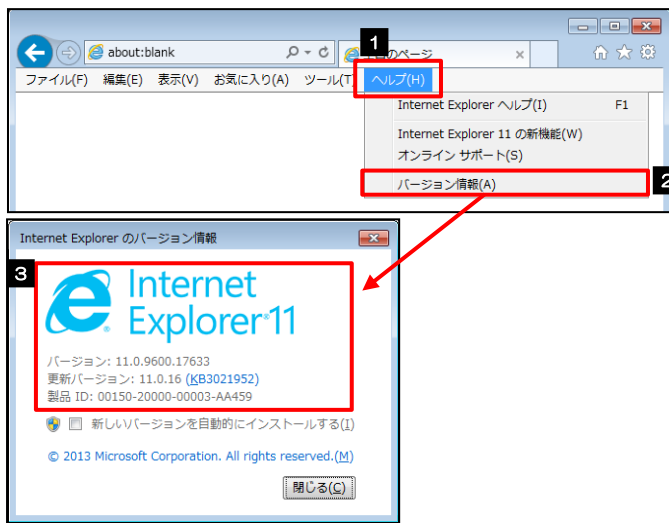 1
about:blank
のページ
ファイル(F) 編集(E) 表示(V) お気に入り(A) ツール(T) ヘルプ(H)
Internet Explorer ヘルプ(I) F1
Internet Explorer 11 の新機能(W)
オンライン サポート(S)
バージョン情報(A)
2
Internet Explorer のバージョン情報
3
Internet
Explorer 11
バージョン: 11.0.9600.17633
更新バージョン: 11.0.16 (KB3021952)
製品 ID: 00150-20000-00003-AA459
新しいバージョンを自動的にインストールする(I)
© 2013 Microsoft Corporation. All rights reserved.(M)
閉じる(C)